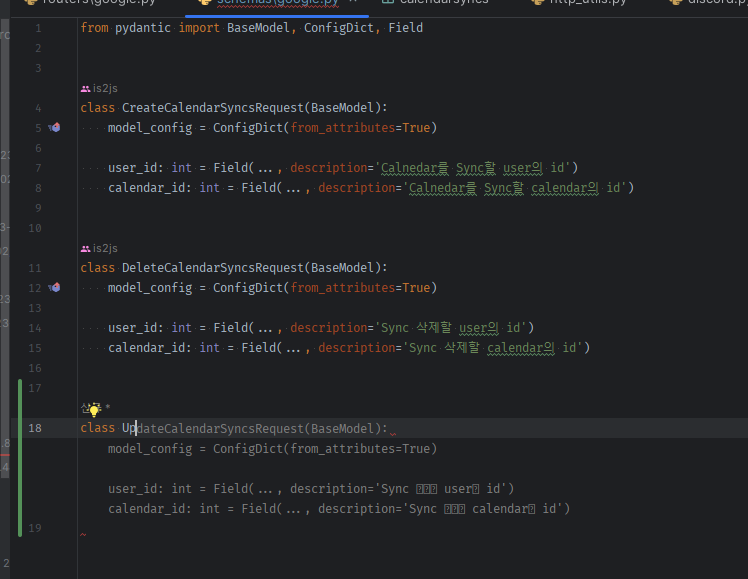 routers\google.py schemas\google.py calendarsyncs http_utils.py discord.p
1 from pydantic import BaseModel, ConfigDict, Field
2
3
is2js
4 class CreateCalendarSyncsRequest(BaseModel):
5 model_config = ConfigDict(from_attributes=True)
6
7 user_id: int = Field(..., description='Calnedar를 Sync할 user의 id')
8 calendar_id: int = Field(..., description='Calnedar를 Sync할 calendar의 id')
9
10
is2js
11 class DeleteCalendarSyncsRequest(BaseModel):
12 model_config = ConfigDict(from_attributes=True)
13
14 user_id: int = Field(..., description='Sync 삭제할 user의 id')
15 calendar_id: int = Field(..., description='Sync 삭제할 calendar의 id')
16
17
18 class UpdateCalendarSyncsRequest(BaseModel):
model_config = ConfigDict(from_attributes=True)
user_id: int = Field(..., description='Sync user id')
calendar_id: int = Field(..., description='Sync calendar id')
19